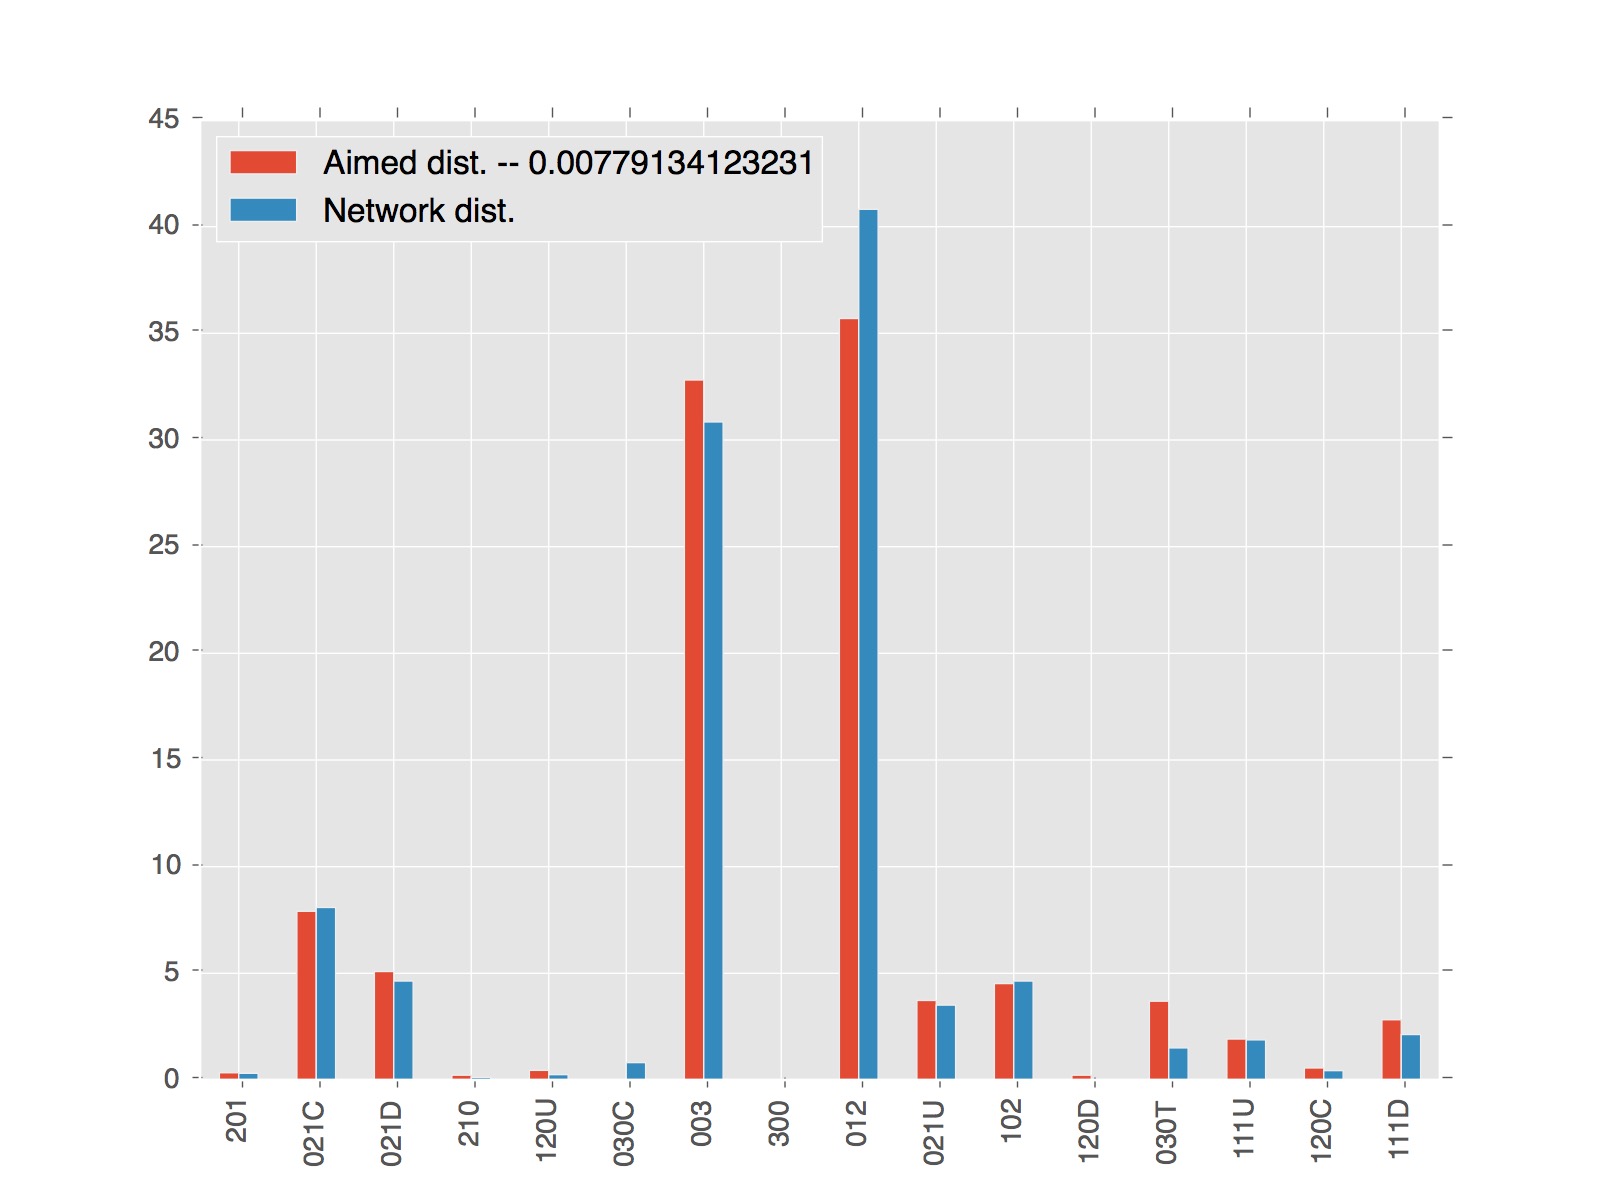 45
40
35
30
25
20
15
10
5
0
Aimed dist. -- 0.00779134123231
Network dist.
201
021C
021D
210
120U
030C
003
300
012
021U
102
120D
030T
111U
120C
111D